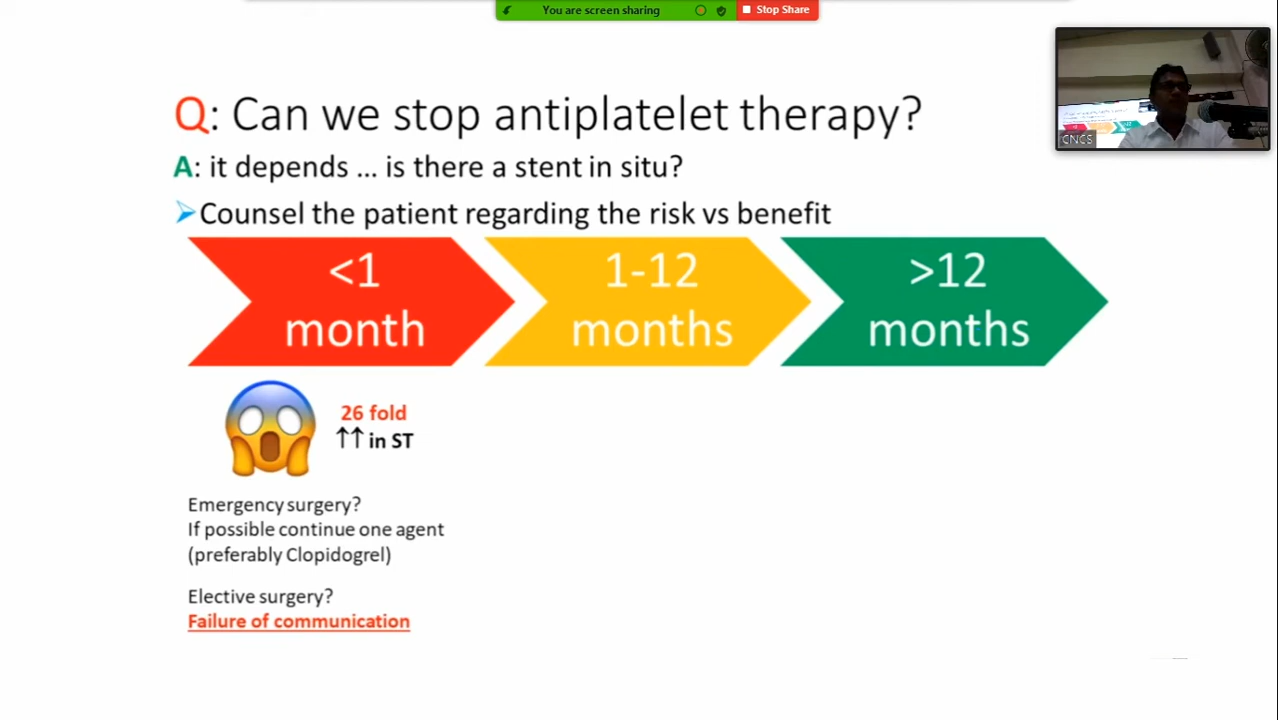 You are screen sharing
Stop Share
CNCS
Q: Can we stop antiplatelet therapy?
A: it depends ... is there a stent in situ?
Counsel the patient regarding the risk vs benefit
<1
month
1-12
months
>12
months
26 fold
↑↑ in ST
Emergency surgery?
If possible continue one agent
(preferably Clopidogrel)
Elective surgery?
Failure of communication